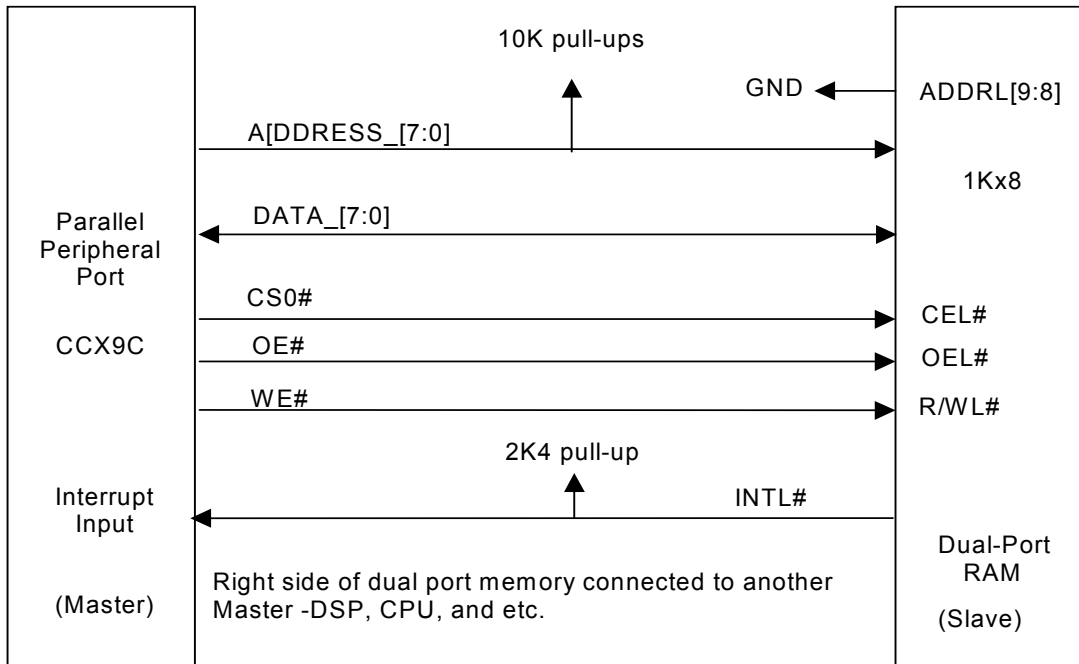 10K pull-ups
GND
ADDRL[9:8]
A[DDRESS_[7:0]
1Kx8
DATA_[7:0]
Parallel
Peripheral
Port
CS0#
CEL#
CCX9C
OE#
OEL#
WE#
R/WL#
2K4 pull-up
Interrupt
Input
INTL#
Dual-Port
RAM
(Master)
Right side of dual port memory connected to another
Master -DSP, CPU, and etc.
(Slave)